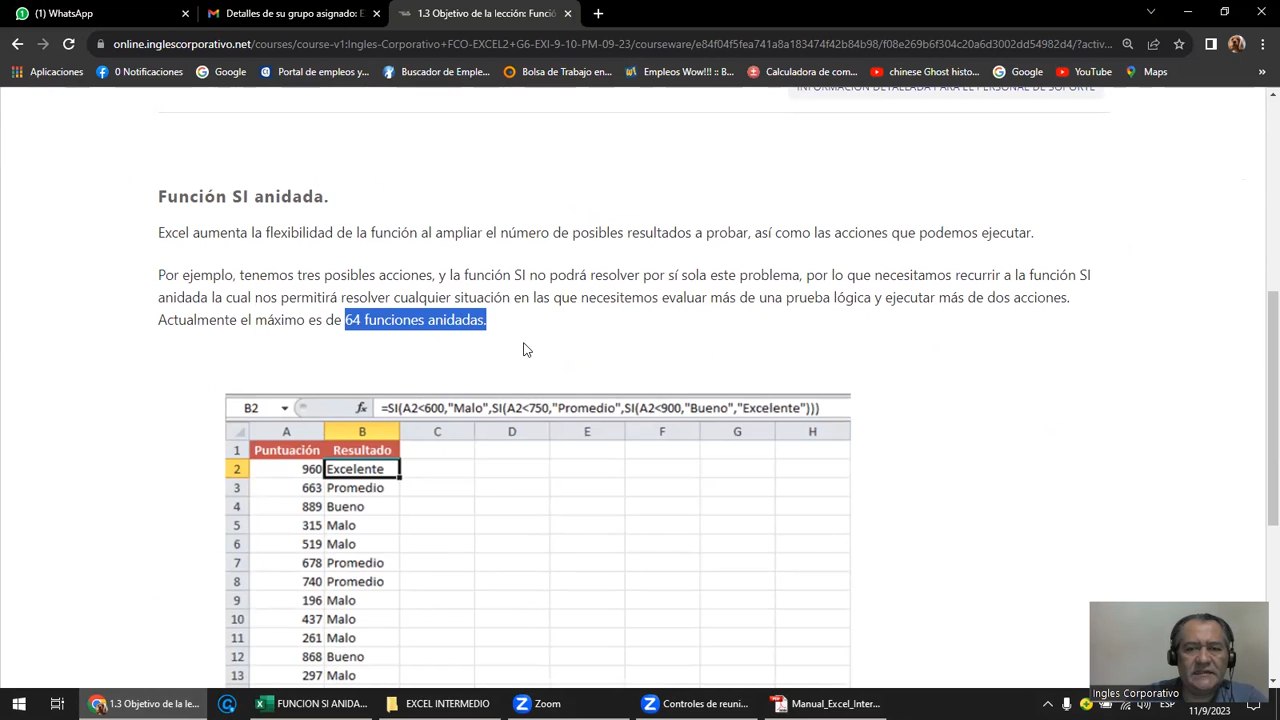 (1) WhatsApp
Detalles de su grupo asignado: E
1.3 Objetivo de la lección: Funció
online.inglescorporativo.net/courses/course-v1:Ingles-Corporativo+FCO-EXCEL2+G6-EXI-9-10-PM-09-23/courseware/e84f04f5fea741a8a183474f42b84b98/f08e269b6f304c20a6d3002dd54982d4/?activ...
Aplicaciones
0 Notificaciones
Google
Portal de empleos y...
Buscador de Emple...
Bolsa de Trabajo en...
Empleos Wow!!! :: B...
Calculadora de com...
chinese Ghost histo...
Google
YouTube
Maps
INFORMACIÓN DETALLADA PARA EL PERSONAL DE SOPORTE
Función SI anidada.
Excel aumenta la flexibilidad de la función al ampliar el número de posibles resultados a probar, así como las acciones que podemos ejecutar.
Por ejemplo, tenemos tres posibles acciones, y la función SI no podrá resolver por sí sola este problema, por lo que necesitamos recurrir a la función SI
anidada la cual nos permitirá resolver cualquier situación en las que necesitemos evaluar más de una prueba lógica y ejecutar más de dos acciones.
Actualmente el máximo es de 64 funciones anidadas.
B2 fx =SI(A2<600,"Malo",SI(A2<750,"Promedio",SI(A2<900,"Bueno","Excelente")))
A B C D E F G H
1 Puntuación Resultado
2 960 Excelente
3 663 Promedio
4 889 Bueno
5 315 Malo
6 519 Malo
7 678 Promedio
8 740 Promedio
9 196 Malo
10 437 Malo
11 261 Malo
12 868 Bueno
13 297 Malo
Ingles Corporativo
1.3 Objetivo de la le...
FUNCION SI ANIDA...
EXCEL INTERMEDIO
Zoom
Controles de reuni...
Manual_Excel_Inter...
ESP
11/9/2023